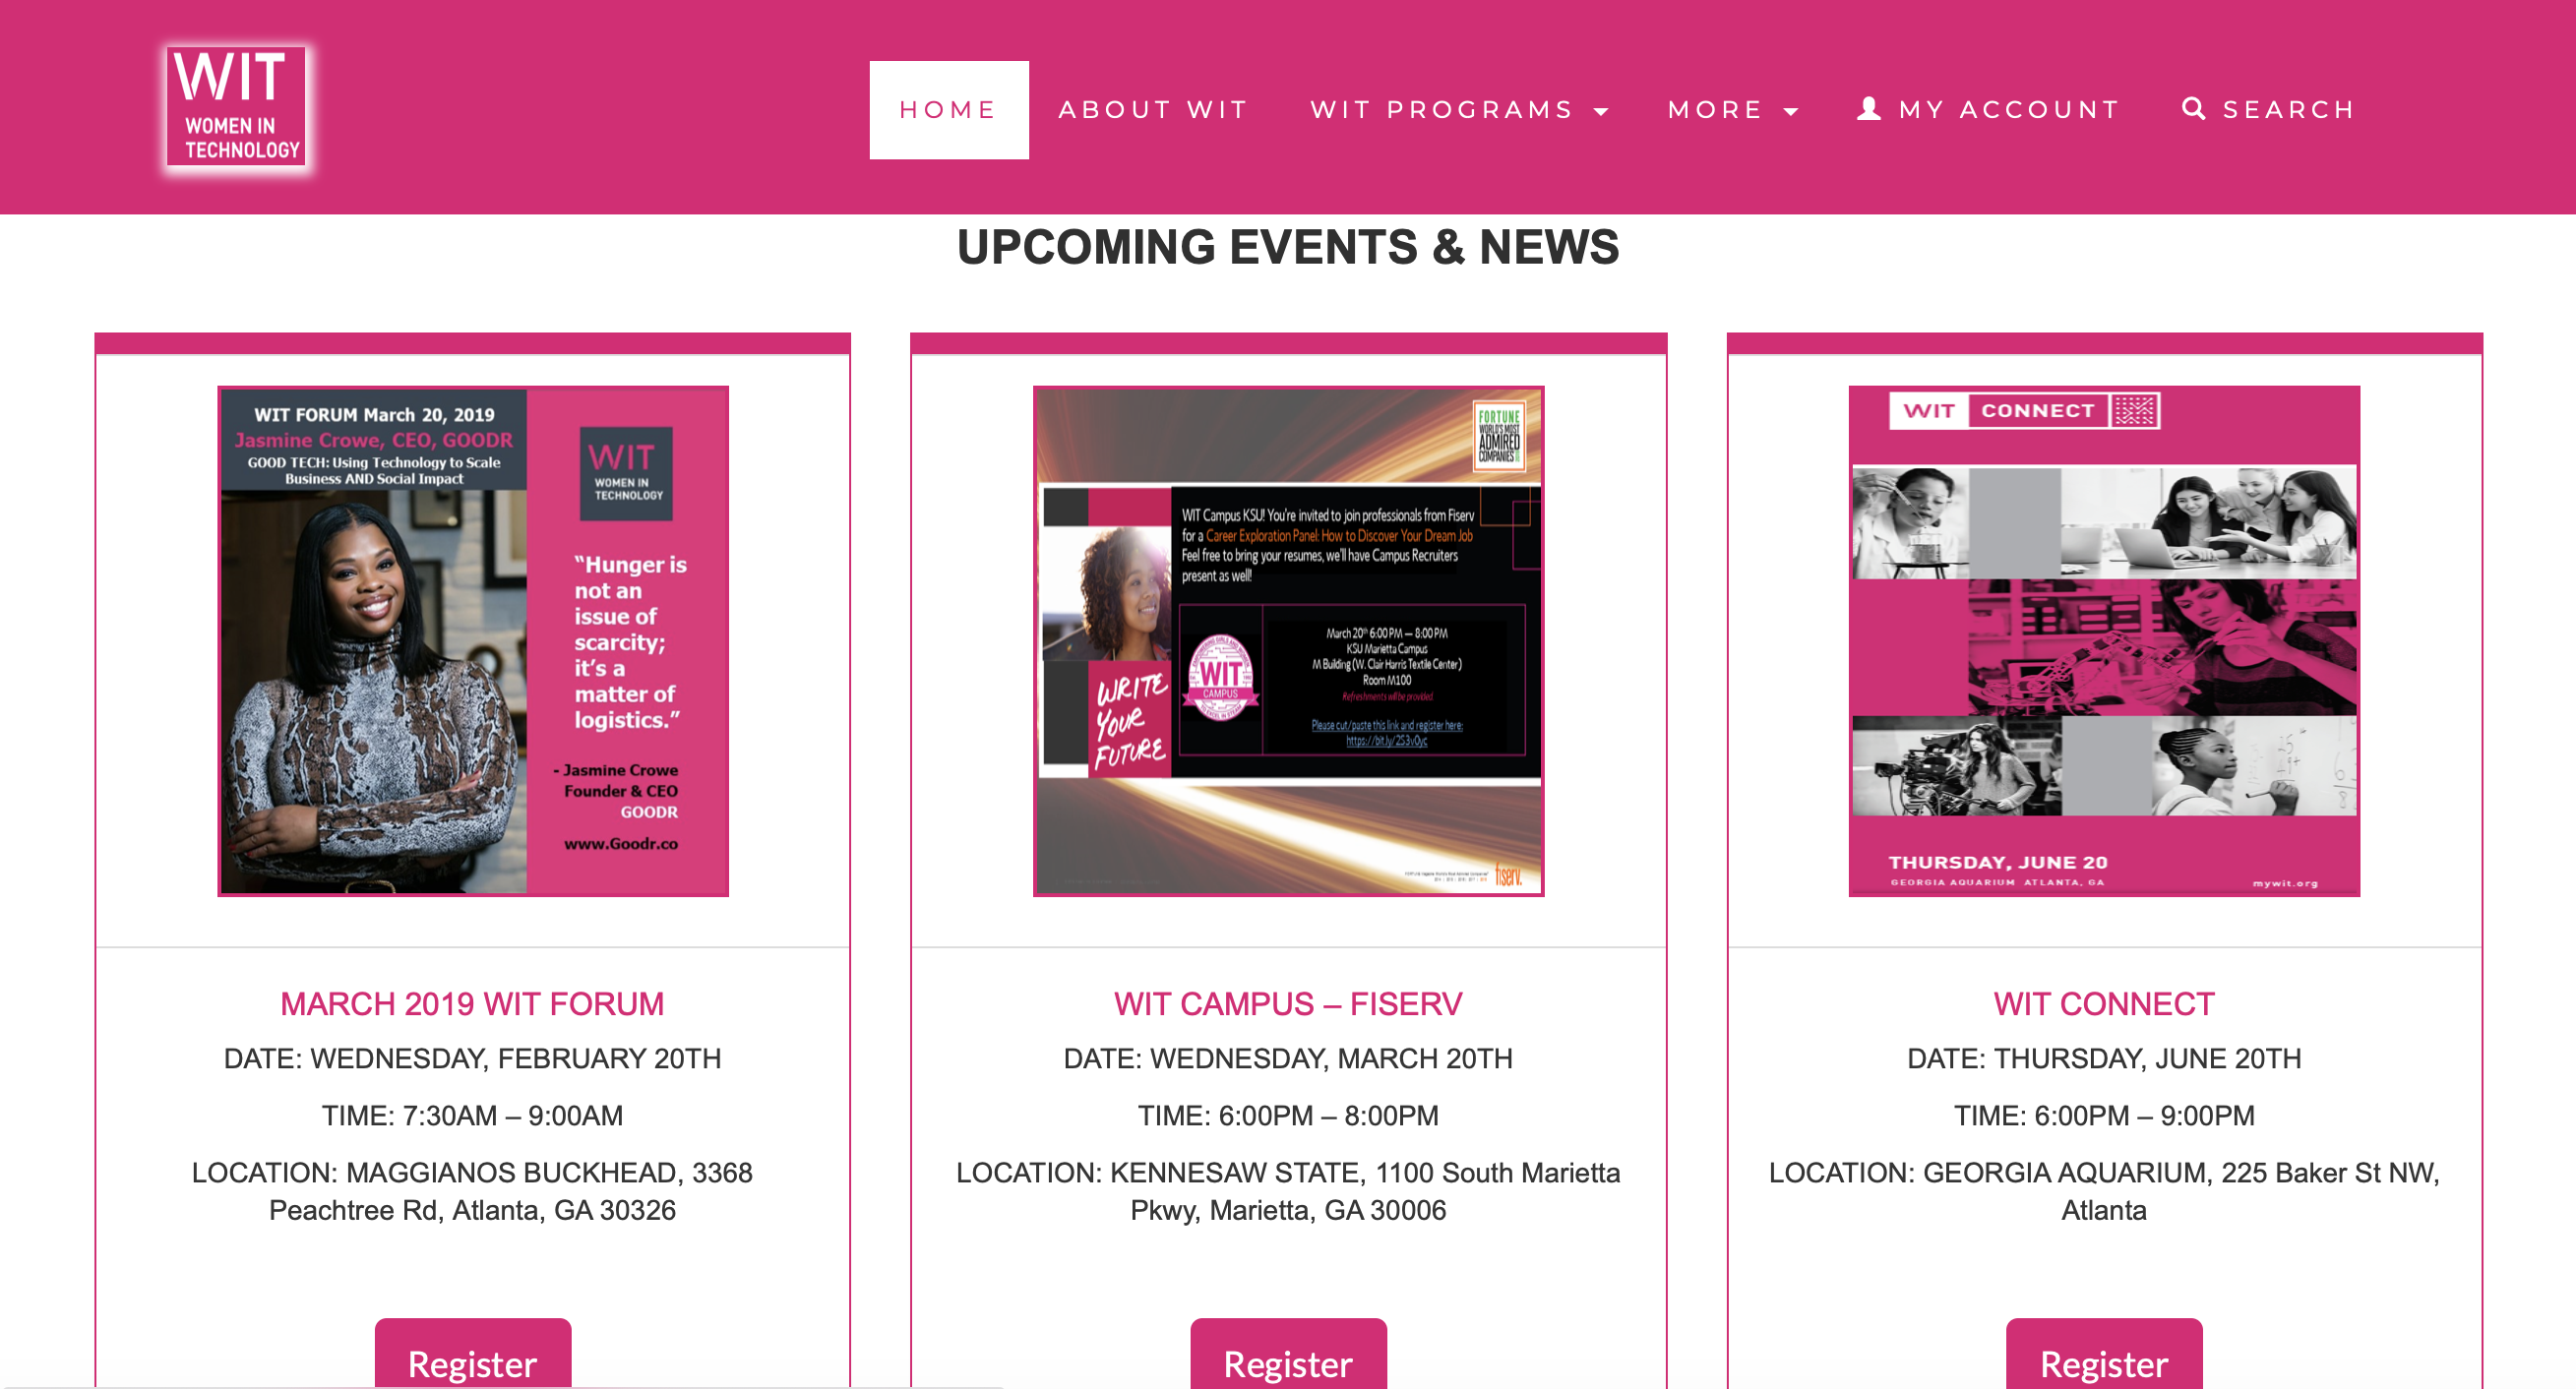 WIT
WOMEN IN
TECHNOLOGY
HOME
ABOUT WIT
WIT PROGRAMS
MORE
MY ACCOUNT
SEARCH
UPCOMING EVENTS & NEWS
WIT FORUM March 20, 2019
Jasmine Crowe, CEO, GOODR
GOOD TECH: Using Technology to Scale
Business AND Social Impact
WIT
WOMEN IN
TECHNOLOGY
“Hunger is
not an
issue of
scarcity;
it’s a
matter of
logistics.”
- Jasmine Crowe
Founder & CEO
GOODR
www.Goodr.co
MARCH 2019 WIT FORUM
DATE: WEDNESDAY, FEBRUARY 20TH
TIME: 7:30AM – 9:00AM
LOCATION: MAGGIANOS BUCKHEAD, 3368
Peachtree Rd, Atlanta, GA 30326
Register
FORTUNE
WORLD'S MOST
ADMIRED
COMPANIES
WIT Campus KSU! You're invited to join professionals from Fiserv
for a Career Exploration Panel: How to Discover Your Dream Job
Feel free to bring your resumes, we'll have Campus Recruiters
present as well!
WIT
CAMPUS
March 20th 6:00 PM — 8:00 PM
KSU Marietta Campus
M Building (W. Clair Harris Textile Center)
Room M100
Refreshments will be provided
Please cut/paste this link and register here:
https://bit.ly/2S3vOyc
WRITE
YOUR
FUTURE
fiserv.
WIT CAMPUS – FISERV
DATE: WEDNESDAY, MARCH 20TH
TIME: 6:00PM – 8:00PM
LOCATION: KENNESAW STATE, 1100 South Marietta
Pkwy, Marietta, GA 30006
Register
WIT CONNECT
THURSDAY, JUNE 20
GEORGIA AQUARIUM ATLANTA, GA
mywit.org
WIT CONNECT
DATE: THURSDAY, JUNE 20TH
TIME: 6:00PM – 9:00PM
LOCATION: GEORGIA AQUARIUM, 225 Baker St NW,
Atlanta
Register